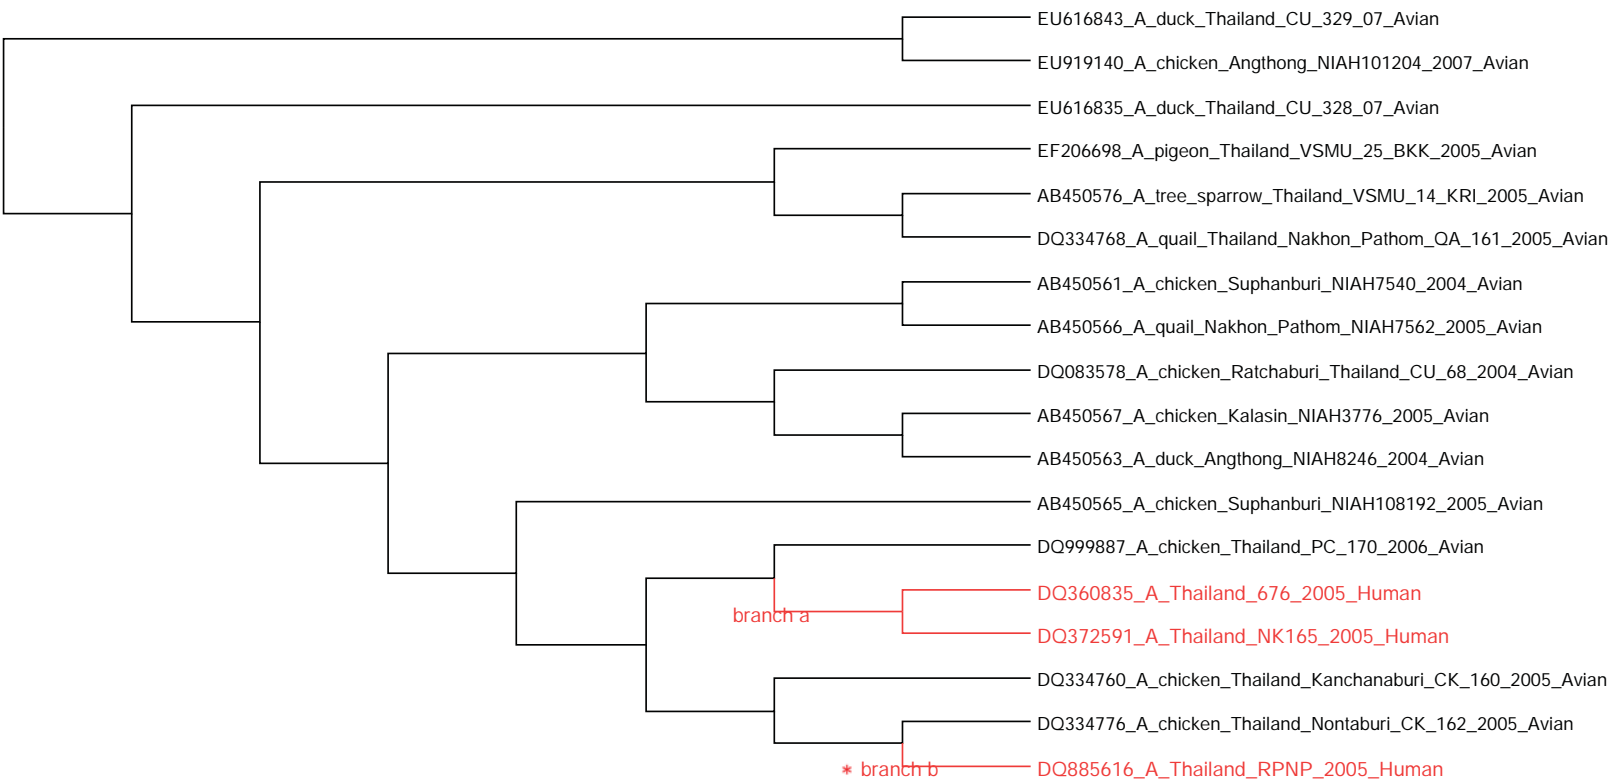 EU616843_A_duck_Thailand_CU_329_07_Avian
EU919140_A_chicken_Angthong_NIAH101204_2007_Avian
EU616835_A_duck_Thailand_CU_328_07_Avian
EF206698_A_pigeon_Thailand_VSMU_25_BKK_2005_Avian
AB450576_A_tree_sparrow_Thailand_VSMU_14_KRI_2005_Avian
DQ334768_A_quail_Thailand_Nakhon_Pathom_QA_161_2005_Avian
AB450561_A_chicken_Suphanburi_NIAH7540_2004_Avian
AB450566_A_quail_Nakhon_Pathom_NIAH7562_2005_Avian
DQ083578_A_chicken_Ratchaburi_Thailand_CU_68_2004_Avian
AB450567_A_chicken_Kalasin_NIAH3776_2005_Avian
AB450563_A_duck_Angthong_NIAH8246_2004_Avian
AB450565_A_chicken_Suphanburi_NIAH108192_2005_Avian
DQ999887_A_chicken_Thailand_PC_170_2006_Avian
DQ360835_A_Thailand_676_2005_Human
branch a
DQ372591_A_Thailand_NK165_2005_Human
DQ334760_A_chicken_Thailand_Kanchanaburi_CK_160_2005_Avian
DQ334776_A_chicken_Thailand_Nontaburi_CK_162_2005_Avian
* branch b
DQ885616_A_Thailand_RPNP_2005_Human